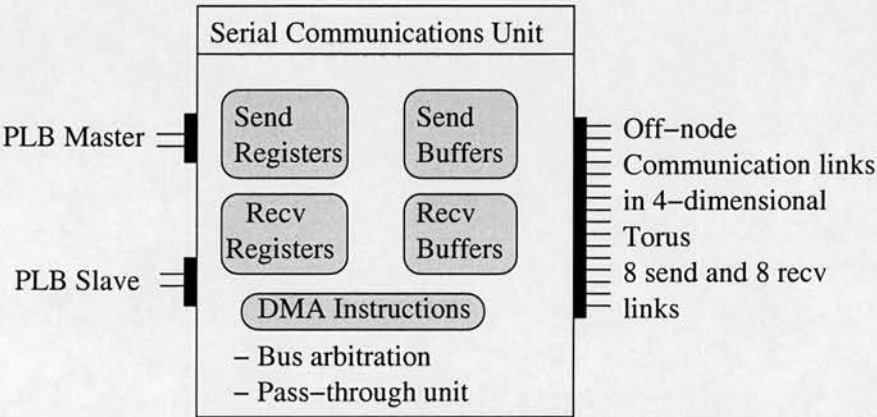 Serial Communications Unit
PLB Master
PLB Slave
Send
Registers
Send
Buffers
Recv
Registers
Recv
Buffers
DMA Instructions
– Bus arbitration
– Pass–through unit
Off–node
Communication links
in 4–dimensional
Torus
8 send and 8 recv
links